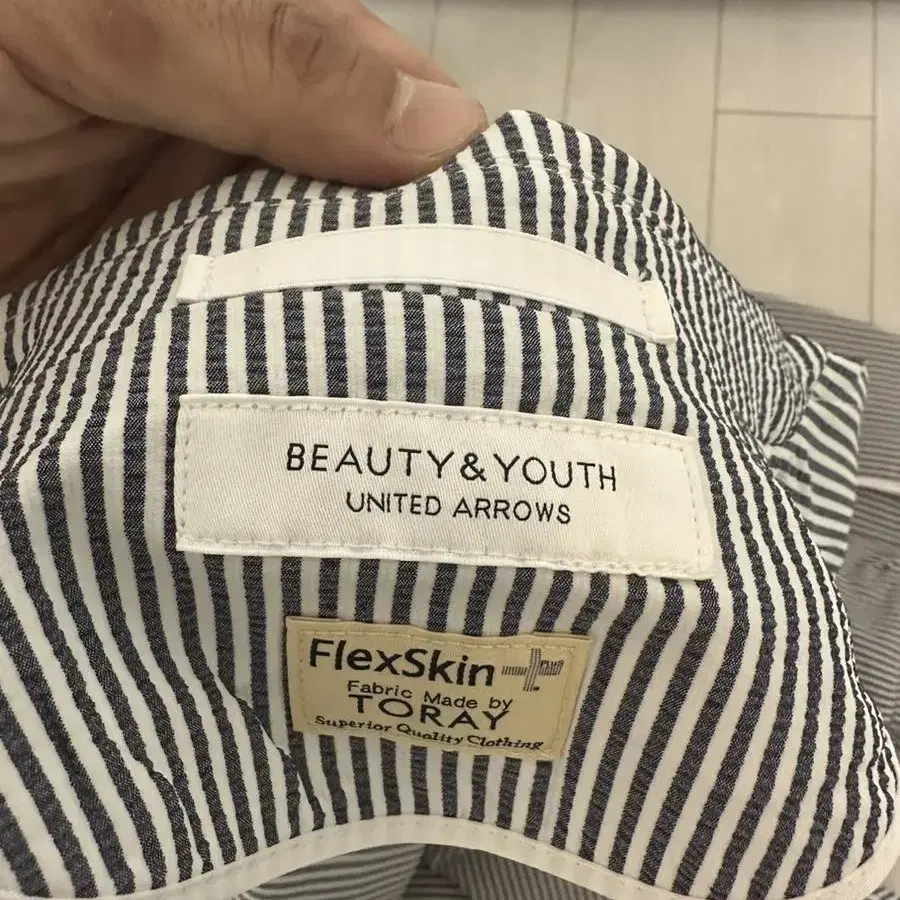 BEAUTY & YOUTH
UNITED ARROWS
FlexSkin
Fabric Made by
TORAY
Superior Quality Clothing